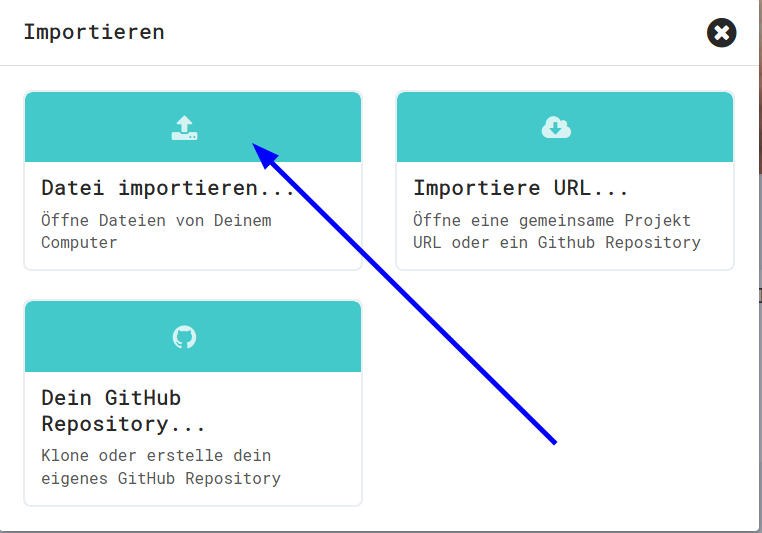 Importieren
Datei importieren...
Öffne Dateien von Deinem
Computer
Importiere URL...
Öffne eine gemeinsame Projekt
URL oder ein Github Repository
Dein GitHub
Repository...
Klone oder erstelle dein
eigenes GitHub Repository